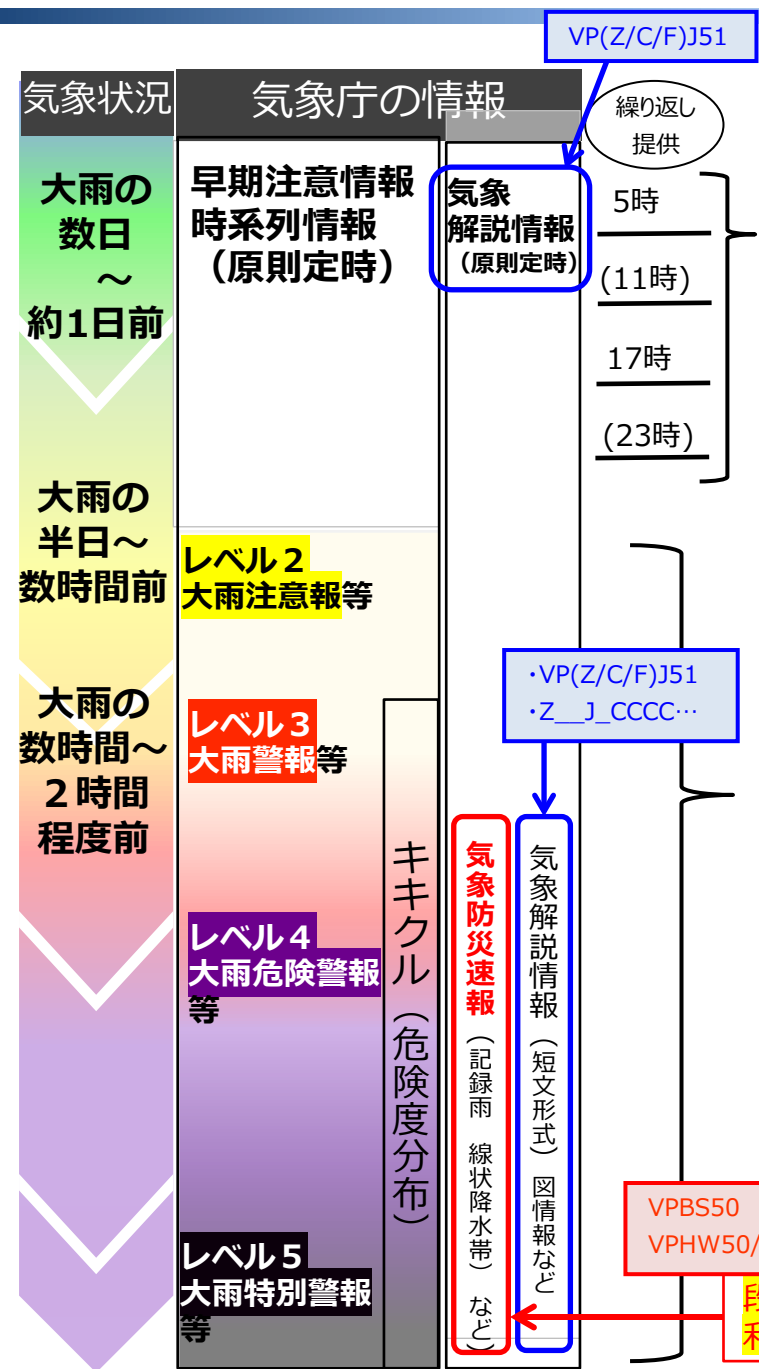 VP(Z/C/F)J51
気象状況
気象庁の情報
繰り返し
提供
大雨の
数日
～
約1日前
早期注意情報
時系列情報
（原則定時）
気象
解説情報
（原則定時）
5時
(11時)
17時
(23時)
大雨の
半日～
数時間前
レベル２
大雨注意報等
・VP(Z/C/F)J51
・Z__J_CCCC…
大雨の
数時間～
２時間
程度前
レベル３
大雨警報等
キキクル（危険度分布）
気象防災速報（記録雨　線状降水帯）　など）
気象解説情報（短文形式）　図情報など
レベル４
大雨危険警報
等
VPBS50
VPHW50/
レベル５
大雨特別警報
等